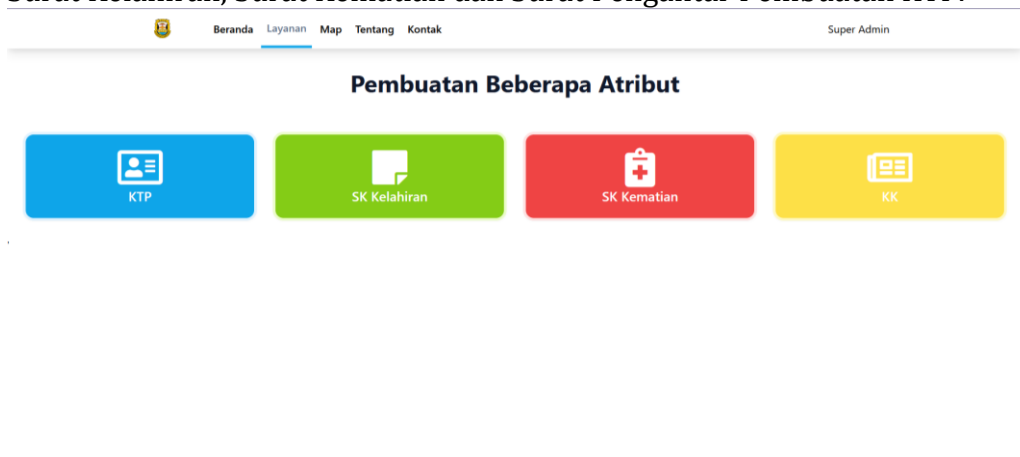 Beranda Layanan Map Tentang Kontak Super Admin
Pembuatan Beberapa Atribut
KTP SK Kelahiran SK Kematian KK